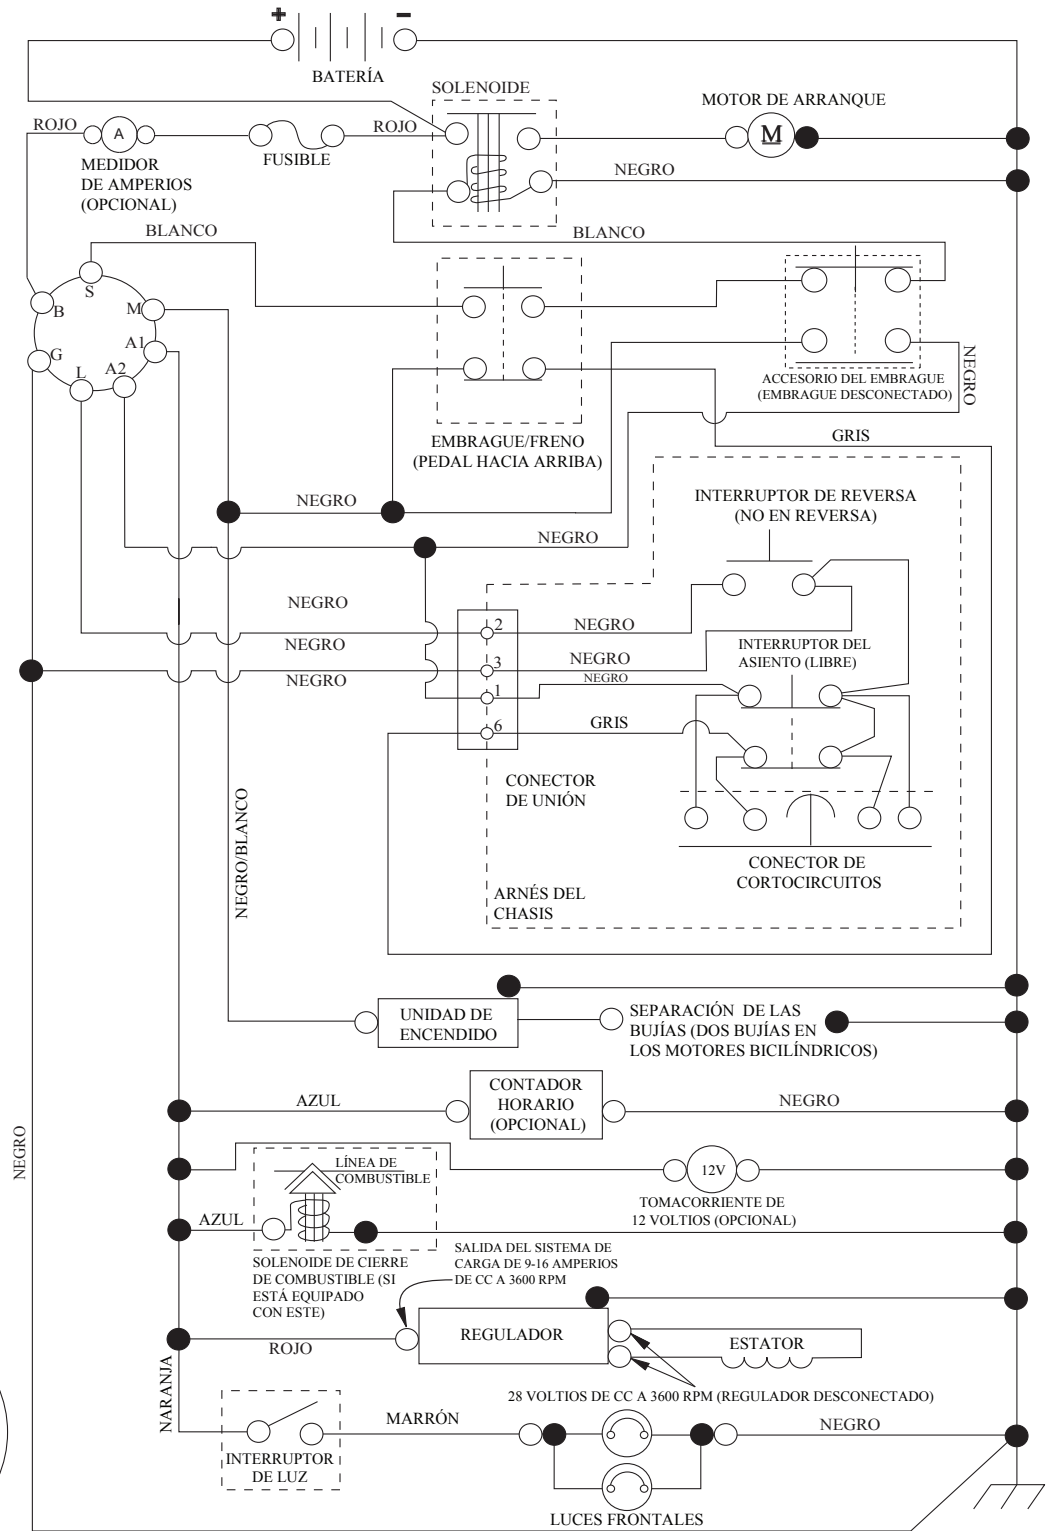 + −
BATERÍA
SOLENOIDE
MOTOR DE ARRANQUE
ROJO
A
ROJO
M
FUSIBLE
MEDIDOR
DE AMPERIOS
(OPCIONAL)
NEGRO
BLANCO
BLANCO
S
B
M
A1
G
L
A2
NEGRO
ACCESORIO DEL EMBRAGUE
(EMBRAGUE DESCONECTADO)
EMBRAGUE/FRENO
(PEDAL HACIA ARRIBA)
GRIS
NEGRO
INTERRUPTOR DE REVERSA
(NO EN REVERSA)
NEGRO
NEGRO
2
NEGRO
NEGRO
INTERRUPTOR DEL
ASIENTO (LIBRE)
3
NEGRO
NEGRO
NEGRO
1
6
GRIS
CONECTOR
DE UNIÓN
NEGRO/BLANCO
CONECTOR DE
CORTOCIRCUITOS
ARNÉS DEL
CHASIS
UNIDAD DE
ENCENDIDO
SEPARACIÓN DE LAS
BUJÍAS (DOS BUJÍAS EN
LOS MOTORES BICILÍNDRICOS)
AZUL
CONTADOR
HORARIO
(OPCIONAL)
NEGRO
NEGRO
LÍNEA DE
COMBUSTIBLE
12V
TOMACORRIENTE DE
12 VOLTIOS (OPCIONAL)
AZUL
SOLENOIDE DE CIERRE
DE COMBUSTIBLE (SI
ESTÁ EQUIPADO
CON ESTE)
SALIDA DEL SISTEMA DE
CARGA DE 9-16 AMPERIOS
DE CC A 3600 RPM
REGULADOR
ESTATOR
ROJO
NARANJA
28 VOLTIOS DE CC A 3600 RPM (REGULADOR DESCONECTADO)
MARRÓN
NEGRO
INTERRUPTOR
DE LUZ
LUCES FRONTALES